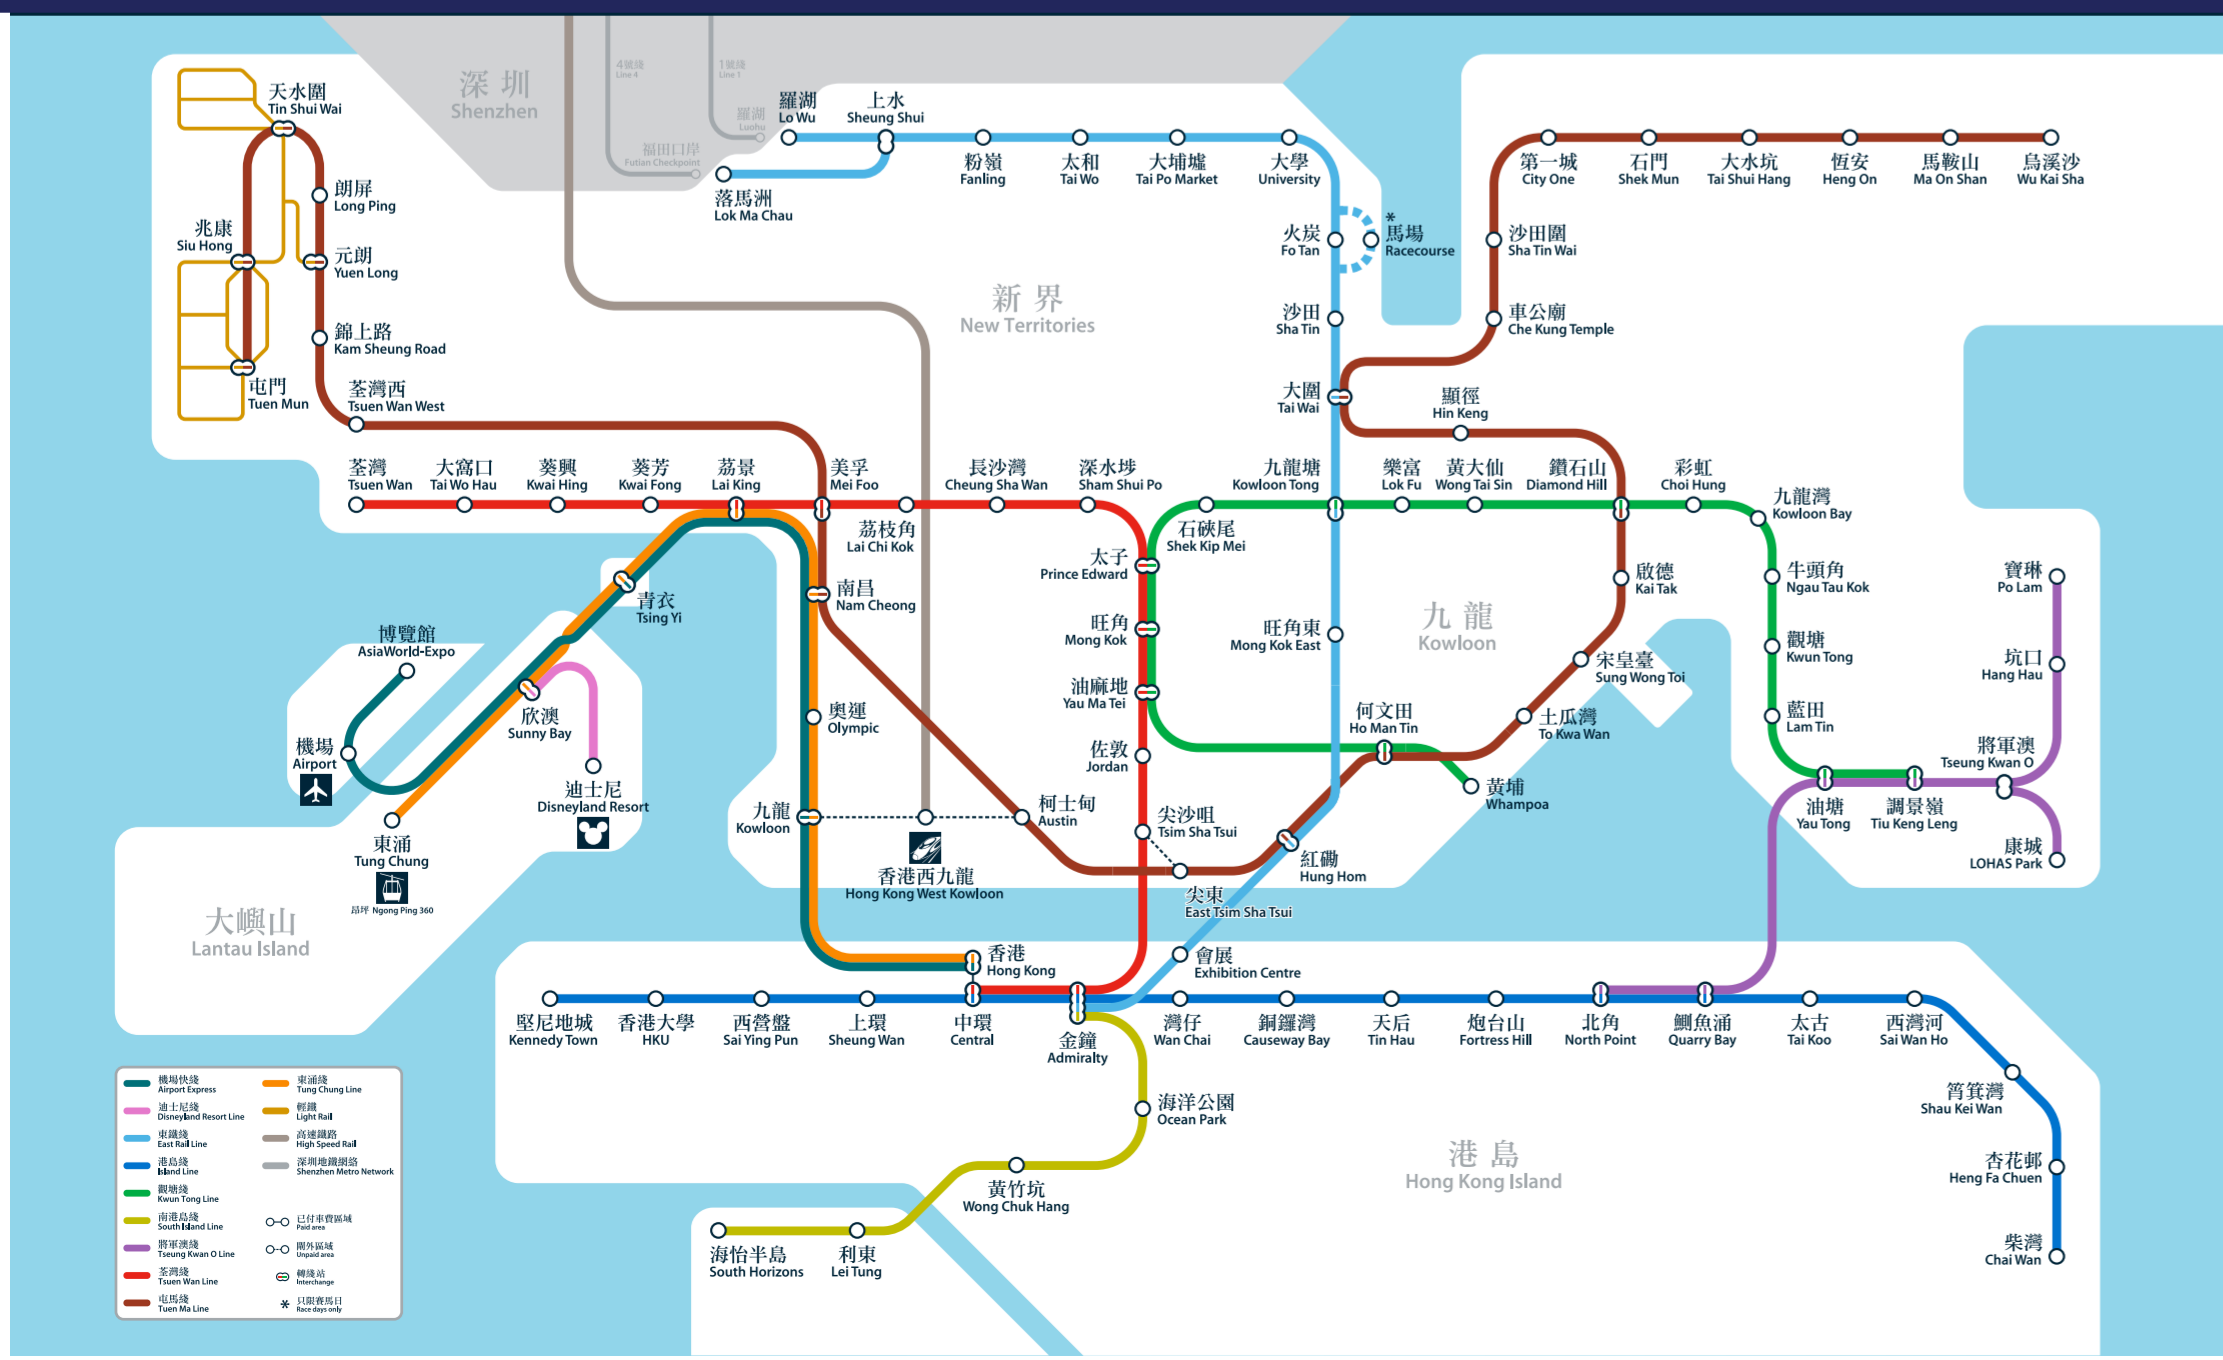 深圳
Shenzhen
4號綫
Line 4
1號綫
Line 1
羅湖
Luohu
福田口岸
Futian Checkpoint
天水圍
Tin Shui Wai
朗屏
Long Ping
兆康
Siu Hong
元朗
Yuen Long
錦上路
Kam Sheung Road
屯門
Tuen Mun
荃灣西
Tsuen Wan West
羅湖
Lo Wu
上水
Sheung Shui
落馬洲
Lok Ma Chau
粉嶺
Fanling
太和
Tai Wo
大埔墟
Tai Po Market
大學
University
火炭
Fo Tan
*
馬場
Racecourse
沙田
Sha Tin
大圍
Tai Wai
新界
New Territories
第一城
City One
石門
Shek Mun
大水坑
Tai Shui Hang
恆安
Heng On
馬鞍山
Ma On Shan
烏溪沙
Wu Kai Sha
沙田圍
Sha Tin Wai
車公廟
Che Kung Temple
顯徑
Hin Keng
荃灣
Tsuen Wan
大窩口
Tai Wo Hau
葵興
Kwai Hing
葵芳
Kwai Fong
荔景
Lai King
美孚
Mei Foo
荔枝角
Lai Chi Kok
長沙灣
Cheung Sha Wan
深水埗
Sham Shui Po
石硤尾
Shek Kip Mei
九龍塘
Kowloon Tong
樂富
Lok Fu
黃大仙
Wong Tai Sin
鑽石山
Diamond Hill
彩虹
Choi Hung
九龍灣
Kowloon Bay
太子
Prince Edward
旺角
Mong Kok
油麻地
Yau Ma Tei
佐敦
Jordan
尖沙咀
Tsim Sha Tsui
尖東
East Tsim Sha Tsui
旺角東
Mong Kok East
九龍
Kowloon
啟德
Kai Tak
宋皇臺
Sung Wong Toi
土瓜灣
To Kwa Wan
何文田
Ho Man Tin
黃埔
Whampoa
紅磡
Hung Hom
牛頭角
Ngau Tau Kok
觀塘
Kwun Tong
藍田
Lam Tin
油塘
Yau Tong
調景嶺
Tiu Keng Leng
將軍澳
Tseung Kwan O
寶琳
Po Lam
坑口
Hang Hau
康城
LOHAS Park
南昌
Nam Cheong
奧運
Olympic
九龍
Kowloon
香港西九龍
Hong Kong West Kowloon
柯士甸
Austin
青衣
Tsing Yi
博覽館
AsiaWorld-Expo
機場
Airport
欣澳
Sunny Bay
迪士尼
Disneyland Resort
東涌
Tung Chung
昂坪 Ngong Ping 360
大嶼山
Lantau Island
香港
Hong Kong
會展
Exhibition Centre
堅尼地城
Kennedy Town
香港大學
HKU
西營盤
Sai Ying Pun
上環
Sheung Wan
中環
Central
金鐘
Admiralty
灣仔
Wan Chai
銅鑼灣
Causeway Bay
天后
Tin Hau
炮台山
Fortress Hill
北角
North Point
鰂魚涌
Quarry Bay
太古
Tai Koo
西灣河
Sai Wan Ho
筲箕灣
Shau Kei Wan
杏花邨
Heng Fa Chuen
柴灣
Chai Wan
海洋公園
Ocean Park
黃竹坑
Wong Chuk Hang
利東
Lei Tung
海怡半島
South Horizons
港島
Hong Kong Island
機場快綫
Airport Express
迪士尼綫
Disneyland Resort Line
東鐵綫
East Rail Line
港島綫
Island Line
觀塘綫
Kwun Tong Line
南港島綫
South Island Line
將軍澳綫
Tseung Kwan O Line
荃灣綫
Tsuen Wan Line
屯馬綫
Tuen Ma Line
東涌綫
Tung Chung Line
輕鐵
Light Rail
高速鐵路
High Speed Rail
深圳地鐵網絡
Shenzhen Metro Network
已付車費區域
Paid area
閘外區域
Unpaid area
轉綫站
Interchange
* 只限賽馬日
Race days only